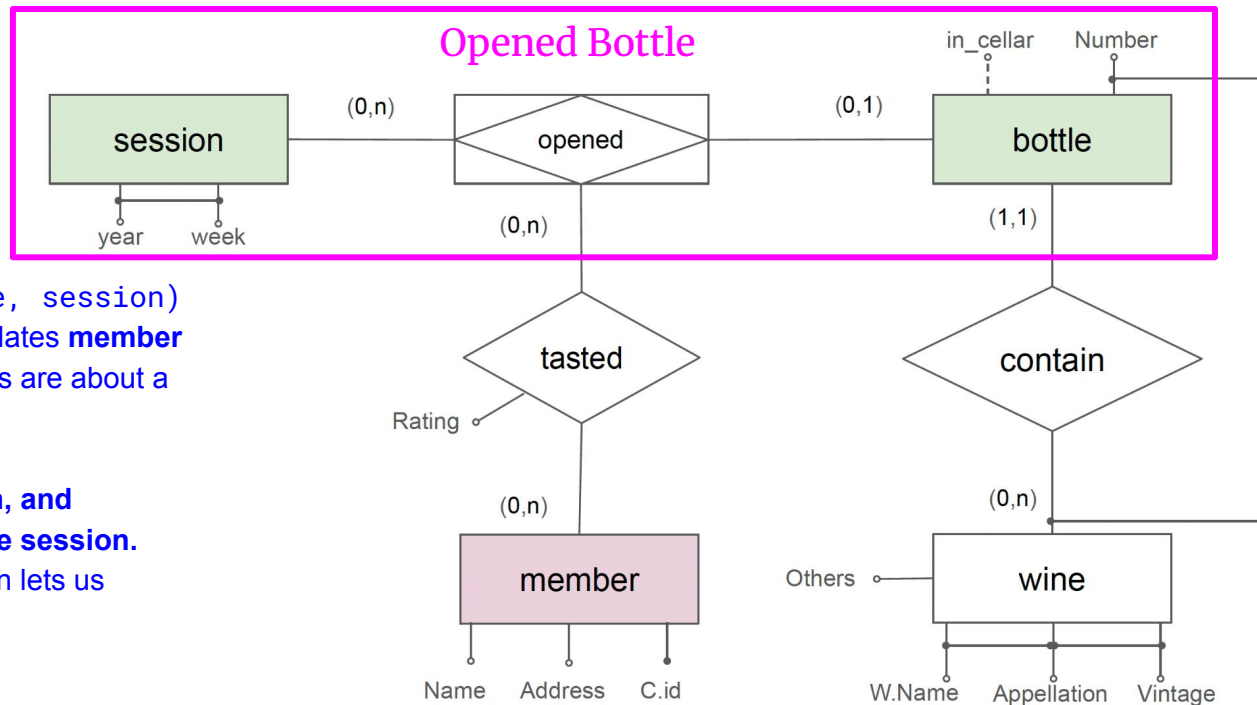 Opened Bottle
in_cellar Number
(0,n) (0,1)
session opened bottle
(0,n) (1,1)
year week
e, session)
lates member
s are about a
tasted contain
Rating
n, and
e session.
n lets us
(0,n) (0,n)
member Others wine
Name Address C.id W.Name Appellation Vintage